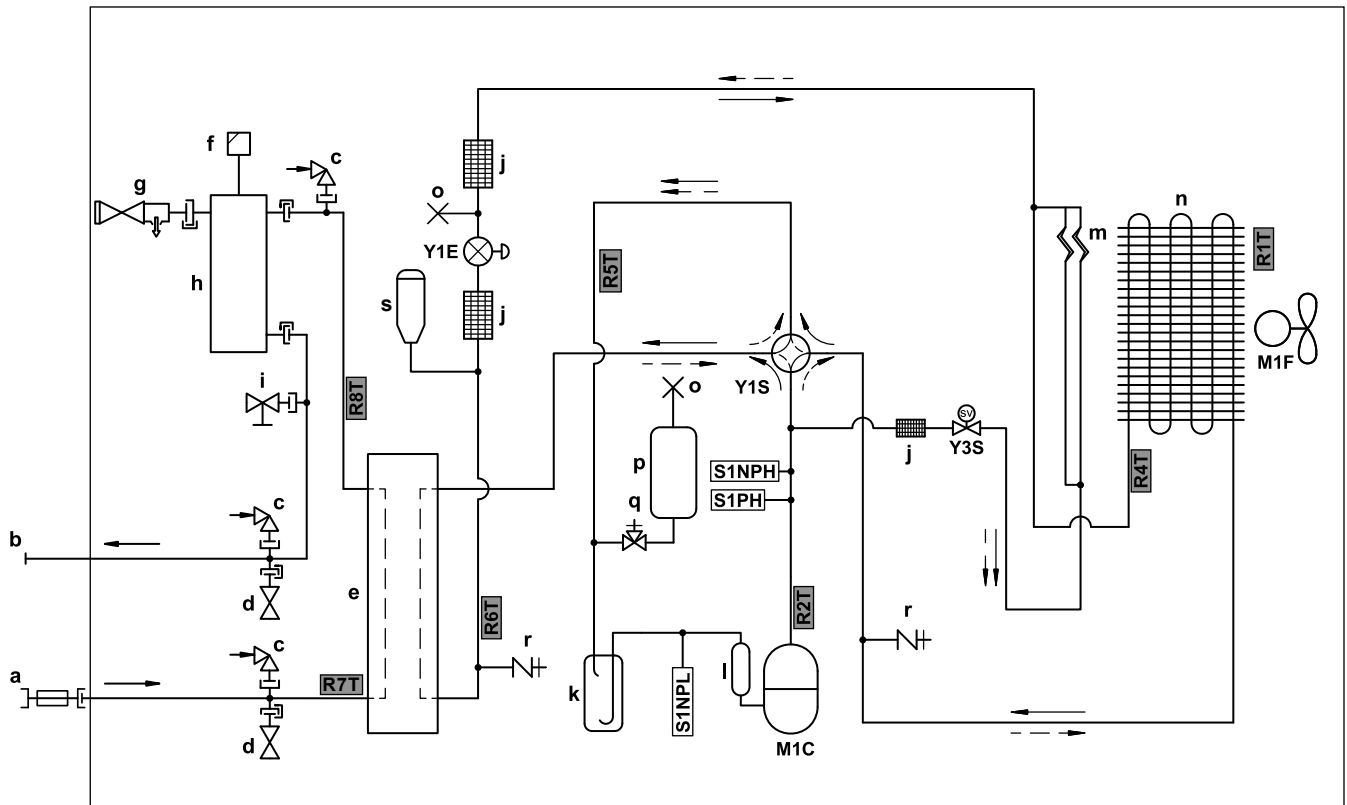 f
c
g
j
o
n
Y1E
R5T
m
R1T
h
s
j
M1F
i
R8T
Y1S
o
SV
p
j
Y3S
S1NPH
R4T
c
q
S1PH
b
d
e
R6T
R2T
c
r
r
a
R7T
k
S1NPL
l
d
M1C